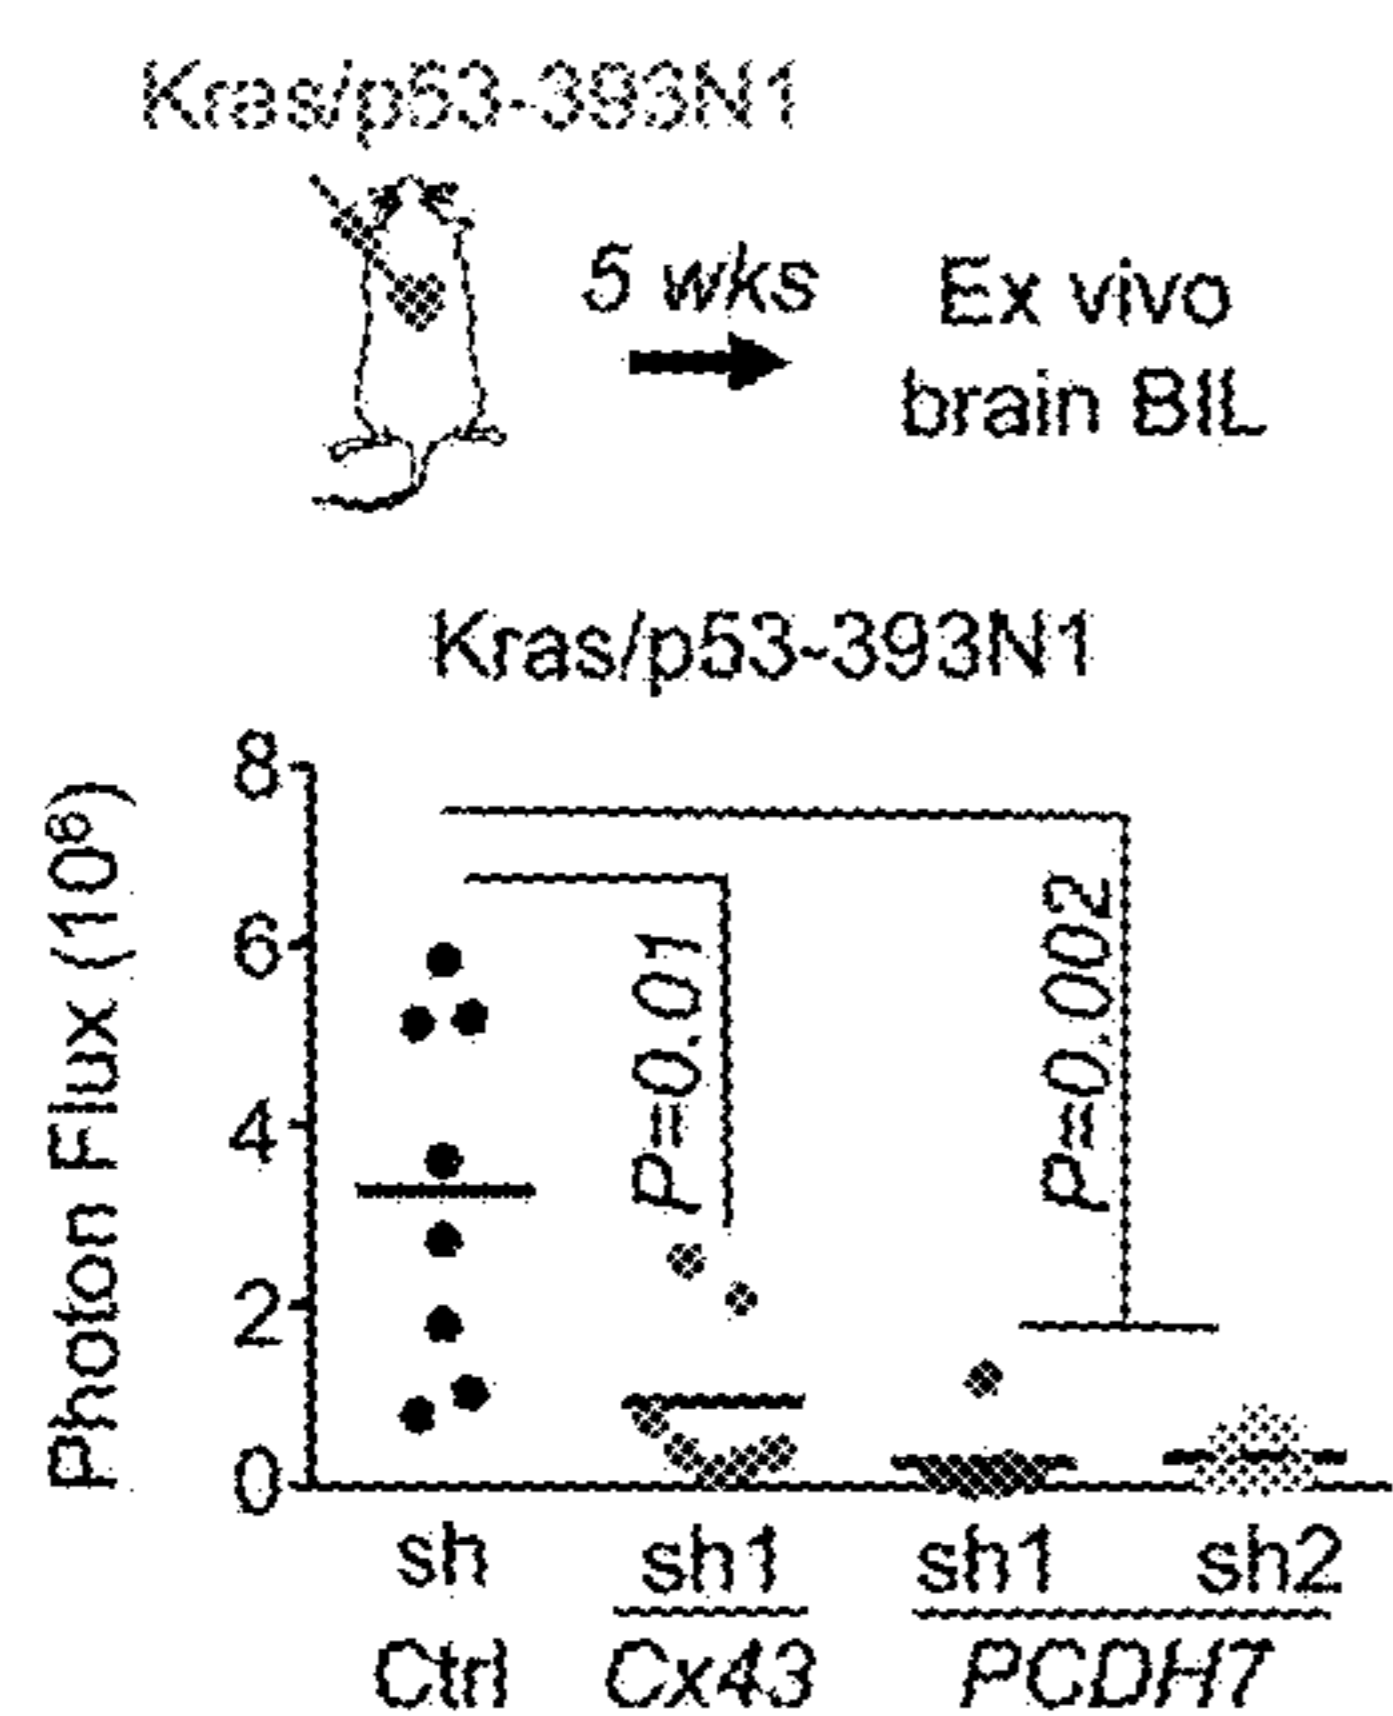 Kras/p53-393N1
5 wks
Ex vivo
brain BIL
Kras/p53-393N1
Photon Flux (10⁶)
8
6
4
2
0
P=0.01
P=0.002
sh
sh1
sh1
sh2
Ctrl
Cx43
PCDH7